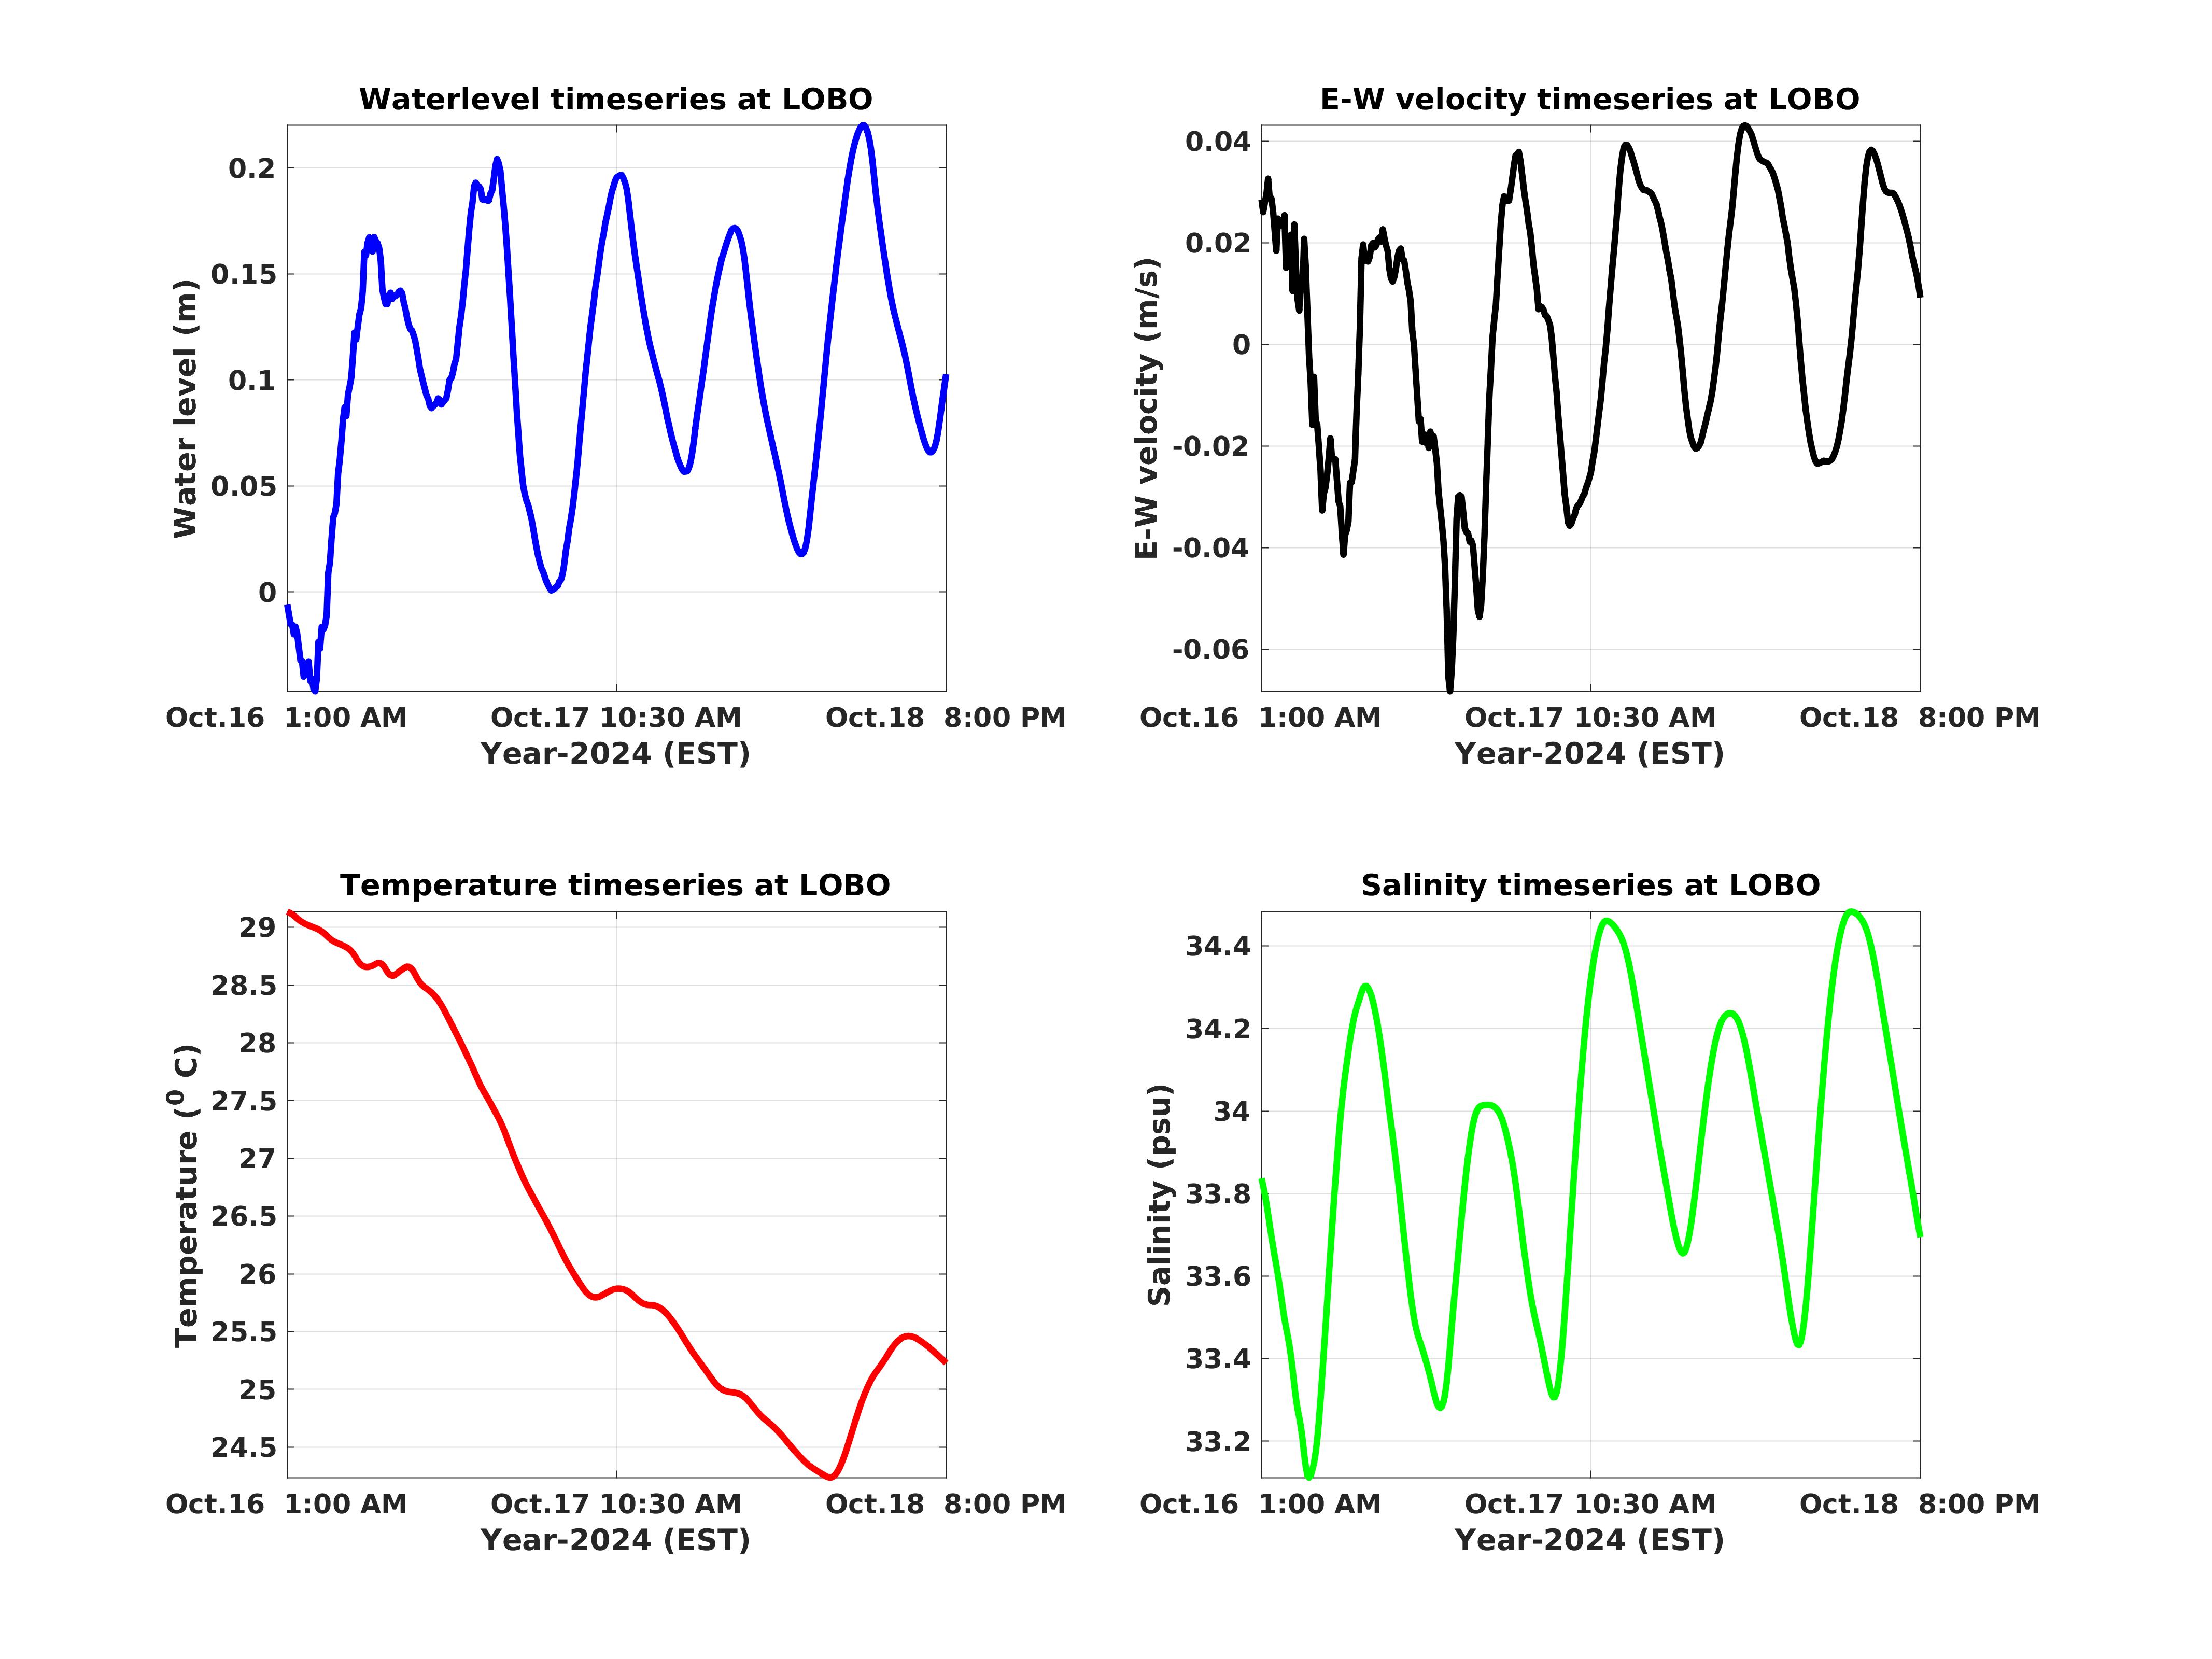 Waterlevel timeseries at LOBO
Water level (m)
0.2
0.15
0.1
0.05
0
Oct.16 1:00 AM Oct.17 10:30 AM Oct.18 8:00 PM
Year-2024 (EST)
E-W velocity timeseries at LOBO
E-W velocity (m/s)
0.04
0.02
0
-0.02
-0.04
-0.06
Oct.16 1:00 AM Oct.17 10:30 AM Oct.18 8:00 PM
Year-2024 (EST)
Temperature timeseries at LOBO
Temperature (⁰ C)
29
28.5
28
27.5
27
26.5
26
25.5
25
24.5
Oct.16 1:00 AM Oct.17 10:30 AM Oct.18 8:00 PM
Year-2024 (EST)
Salinity timeseries at LOBO
Salinity (psu)
34.4
34.2
34
33.8
33.6
33.4
33.2
Oct.16 1:00 AM Oct.17 10:30 AM Oct.18 8:00 PM
Year-2024 (EST)